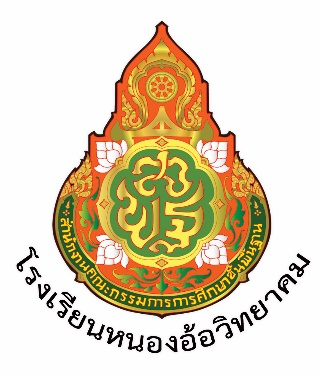 สำนักงานคณะกรรมการการศึกษาขั้นพื้นฐาน
โรงเรียนหนองอ้อวิทยาคม